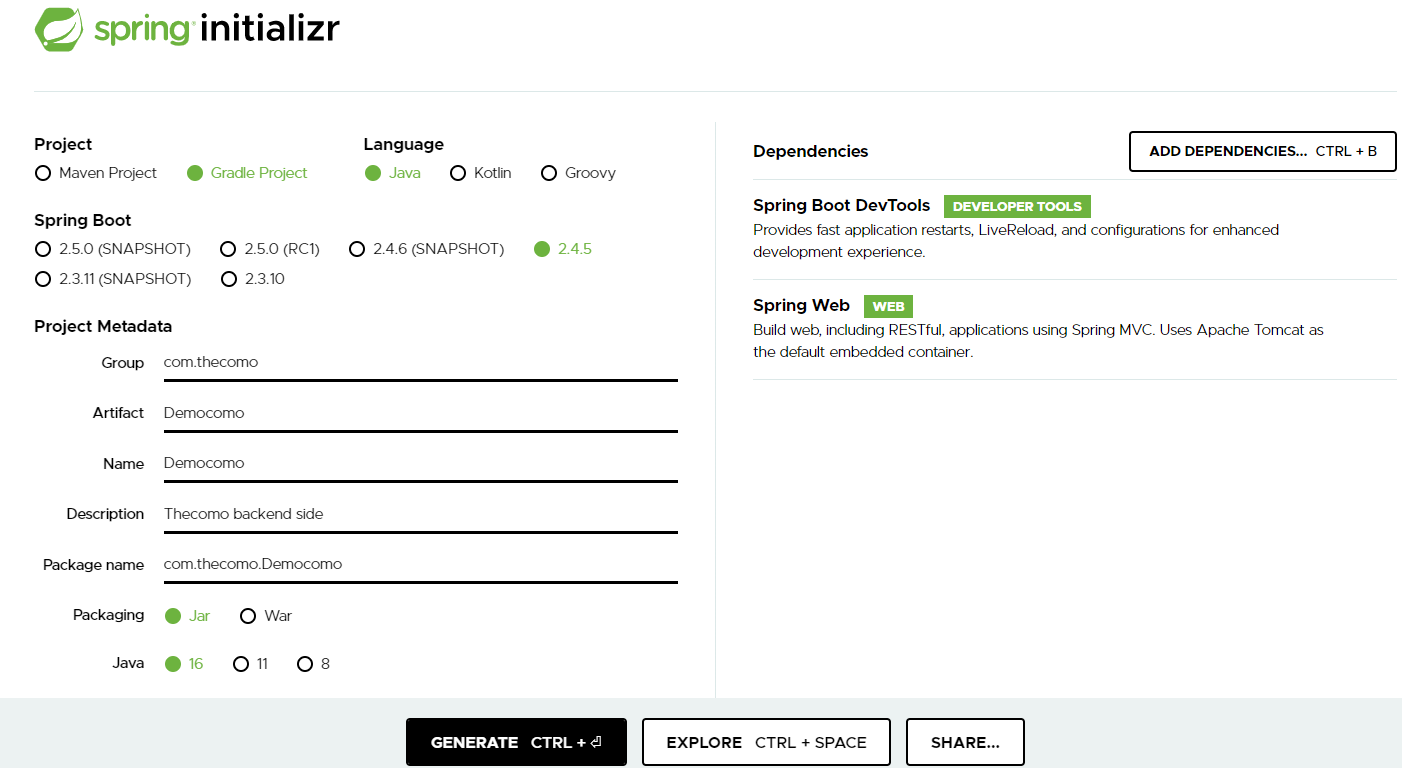 spring initializr
Project
Maven Project Gradle Project
Language
Java Kotlin Groovy
Spring Boot
2.5.0 (SNAPSHOT) 2.5.0 (RC1) 2.4.6 (SNAPSHOT) 2.4.5
2.3.11 (SNAPSHOT) 2.3.10
Project Metadata
Group com.thecomo
Artifact Democomo
Name Democomo
Description Thecomo backend side
Package name com.thecomo.Democomo
Packaging Jar War
Java 16 11 8
Dependencies
ADD DEPENDENCIES... CTRL + B
Spring Boot DevTools DEVELOPER TOOLS
Provides fast application restarts, LiveReload, and configurations for enhanced
development experience.
Spring Web WEB
Build web, including RESTful, applications using Spring MVC. Uses Apache Tomcat as
the default embedded container.
GENERATE CTRL + ⏎
EXPLORE CTRL + SPACE
SHARE...